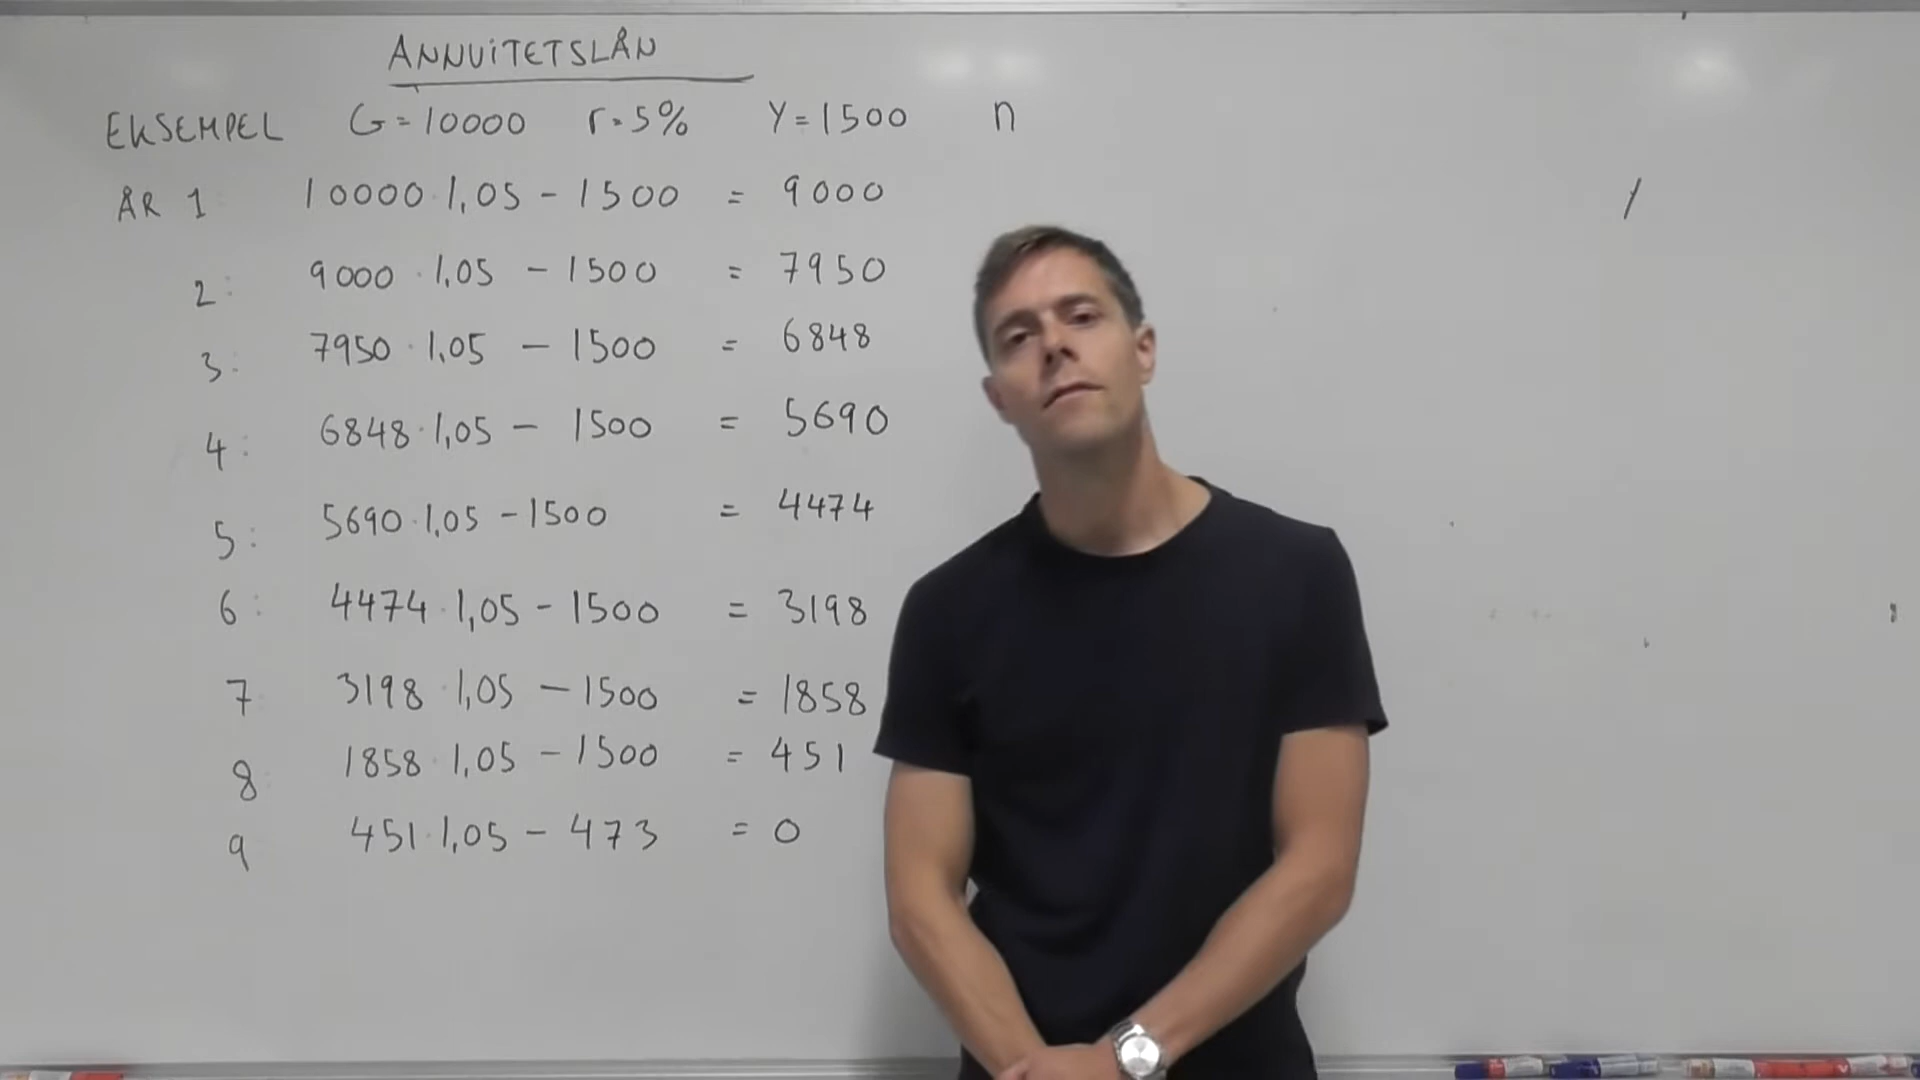 ANNUITETSLÅN
EKSEMPEL G=10000 r=5% Y=1500 n
ÅR 1 10000·1,05 - 1500 = 9000
2: 9000·1,05 - 1500 = 7950
3: 7950·1,05 - 1500 = 6848
4: 6848·1,05 - 1500 = 5690
5: 5690·1,05 - 1500 = 4474
6: 4474·1,05 - 1500 = 3198
7 3198·1,05 - 1500 = 1858
8 1858·1,05 - 1500 = 451
9 451·1,05 - 473 = 0